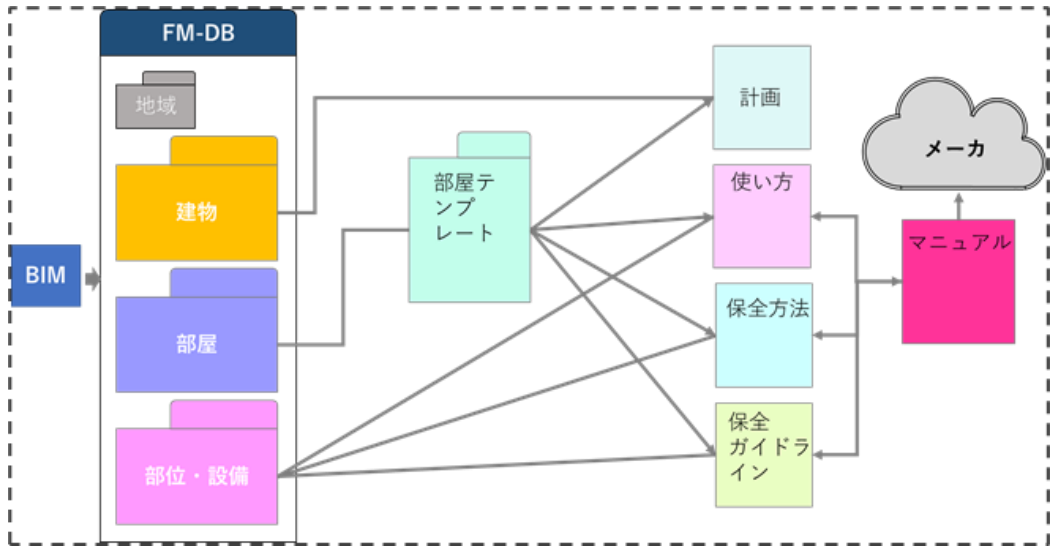 FM-DB
地域
建物
BIM
部屋
部位・設備
部屋テ
ンプ
レート
計画
使い方
保全方法
保全
ガイドラ
イン
メーカ
マニュアル